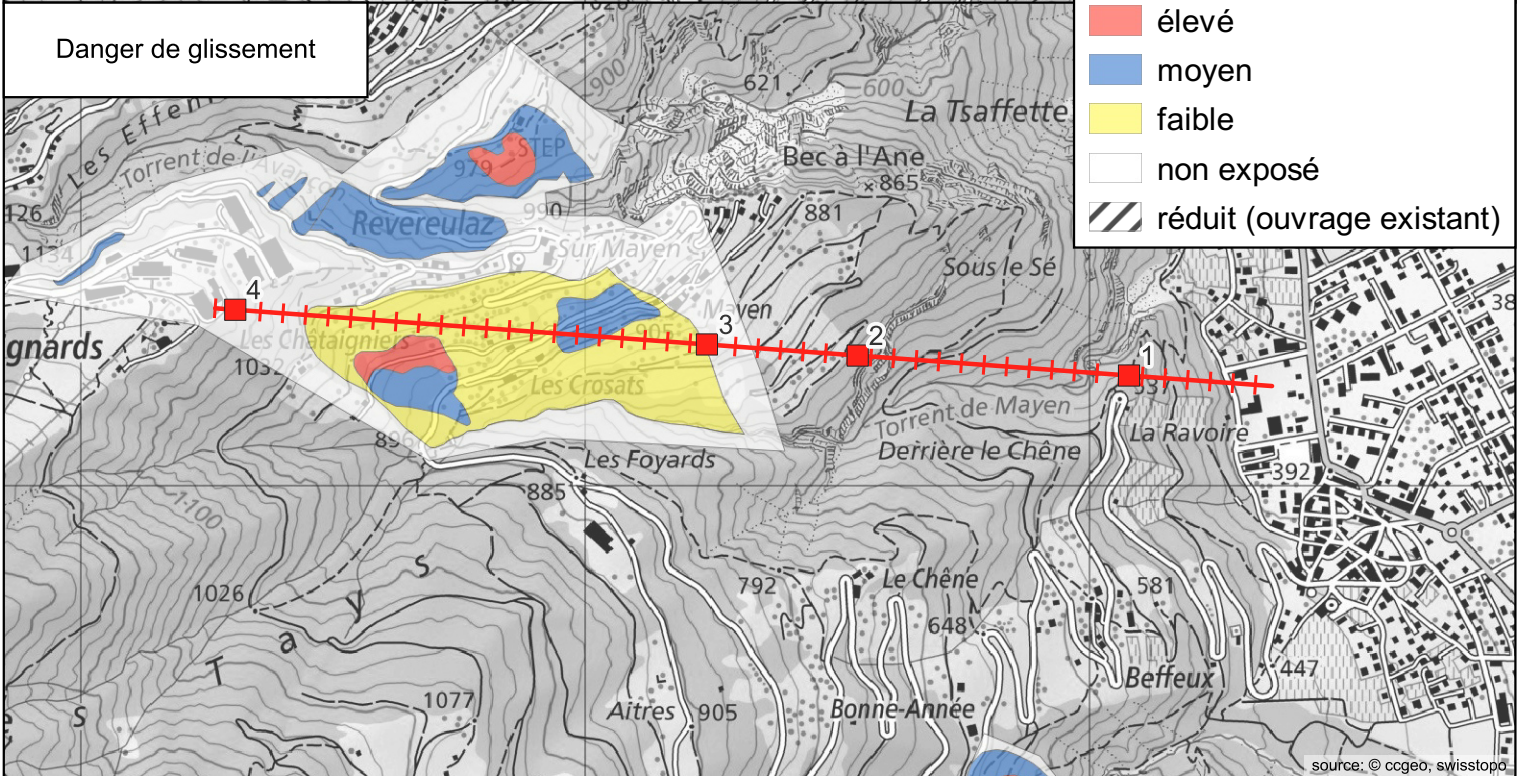 Danger de glissement
élevé
moyen
faible
non exposé
réduit (ouvrage existant)
1026
900
621
600
La Tsaffette
Les Effen
Torrent de l'Avançon
979
STEP
Bec à l'Ane
865
126
990
881
Revereulaz
1134
Sur Mayen
Sous le Sé
38
4
Mayen
905
3
2
1
gnards
Les Châtaigniers
1032
537
Les Crosats
Torrent de Mayen
La Ravoire
896
Les Foyards
Derrière le Chêne
885
392
1100
1026
792
Le Chêne
581
648
T a y s
447
Beffeux
1077
Aîtres
905
Bonne-Année
s
source: © ccgeo, swisstopo